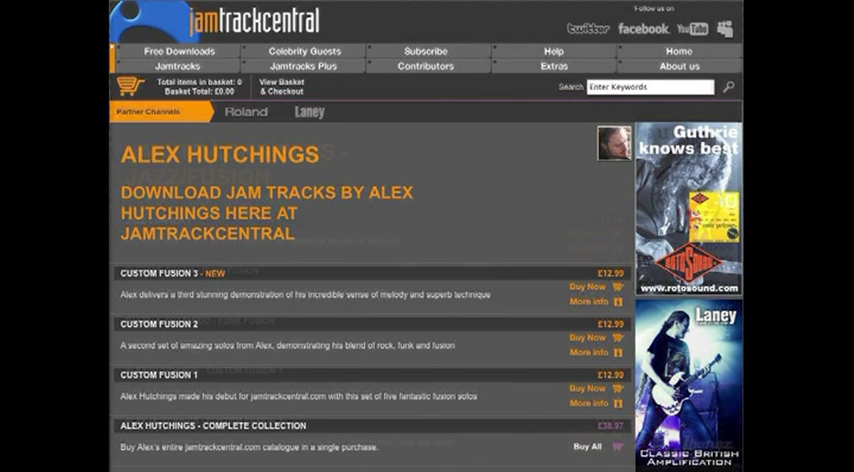 Follow us on
jamtrackcentral
twitter facebook. YouTube
Free Downloads Celebrity Guests Subscribe Help Home
Jamtracks Jamtracks Plus Contributors Extras About us
Total items in basket: 0
Basket Total: £0.00
View Basket
& Checkout
Search Enter Keywords
Partner Channels Roland Laney
ALEX HUTCHINGS
DOWNLOAD JAM TRACKS BY ALEX
HUTCHINGS HERE AT
JAMTRACKCENTRAL
CUSTOM FUSION 3 - NEW £12.99
Buy Now
Alex delivers a third stunning demonstration of his incredible sense of melody and superb technique
More info
CUSTOM FUSION 2 £12.99
Buy Now
A second set of amazing solos from Alex, demonstrating his blend of rock, funk and fusion
More info
CUSTOM FUSION 1 £12.99
Buy Now
Alex Hutchings made his debut for jamtrackcentral.com with this set of five fantastic fusion solos
More info
ALEX HUTCHINGS - COMPLETE COLLECTION £38.97
Buy Alex's entire jamtrackcentral.com catalogue in a single purchase. Buy All
Guthrie
knows best
ROTOSOUND
www.rotosound.com
Laney
Ibanez
CLASSIC BRITISH
AMPLIFICATION